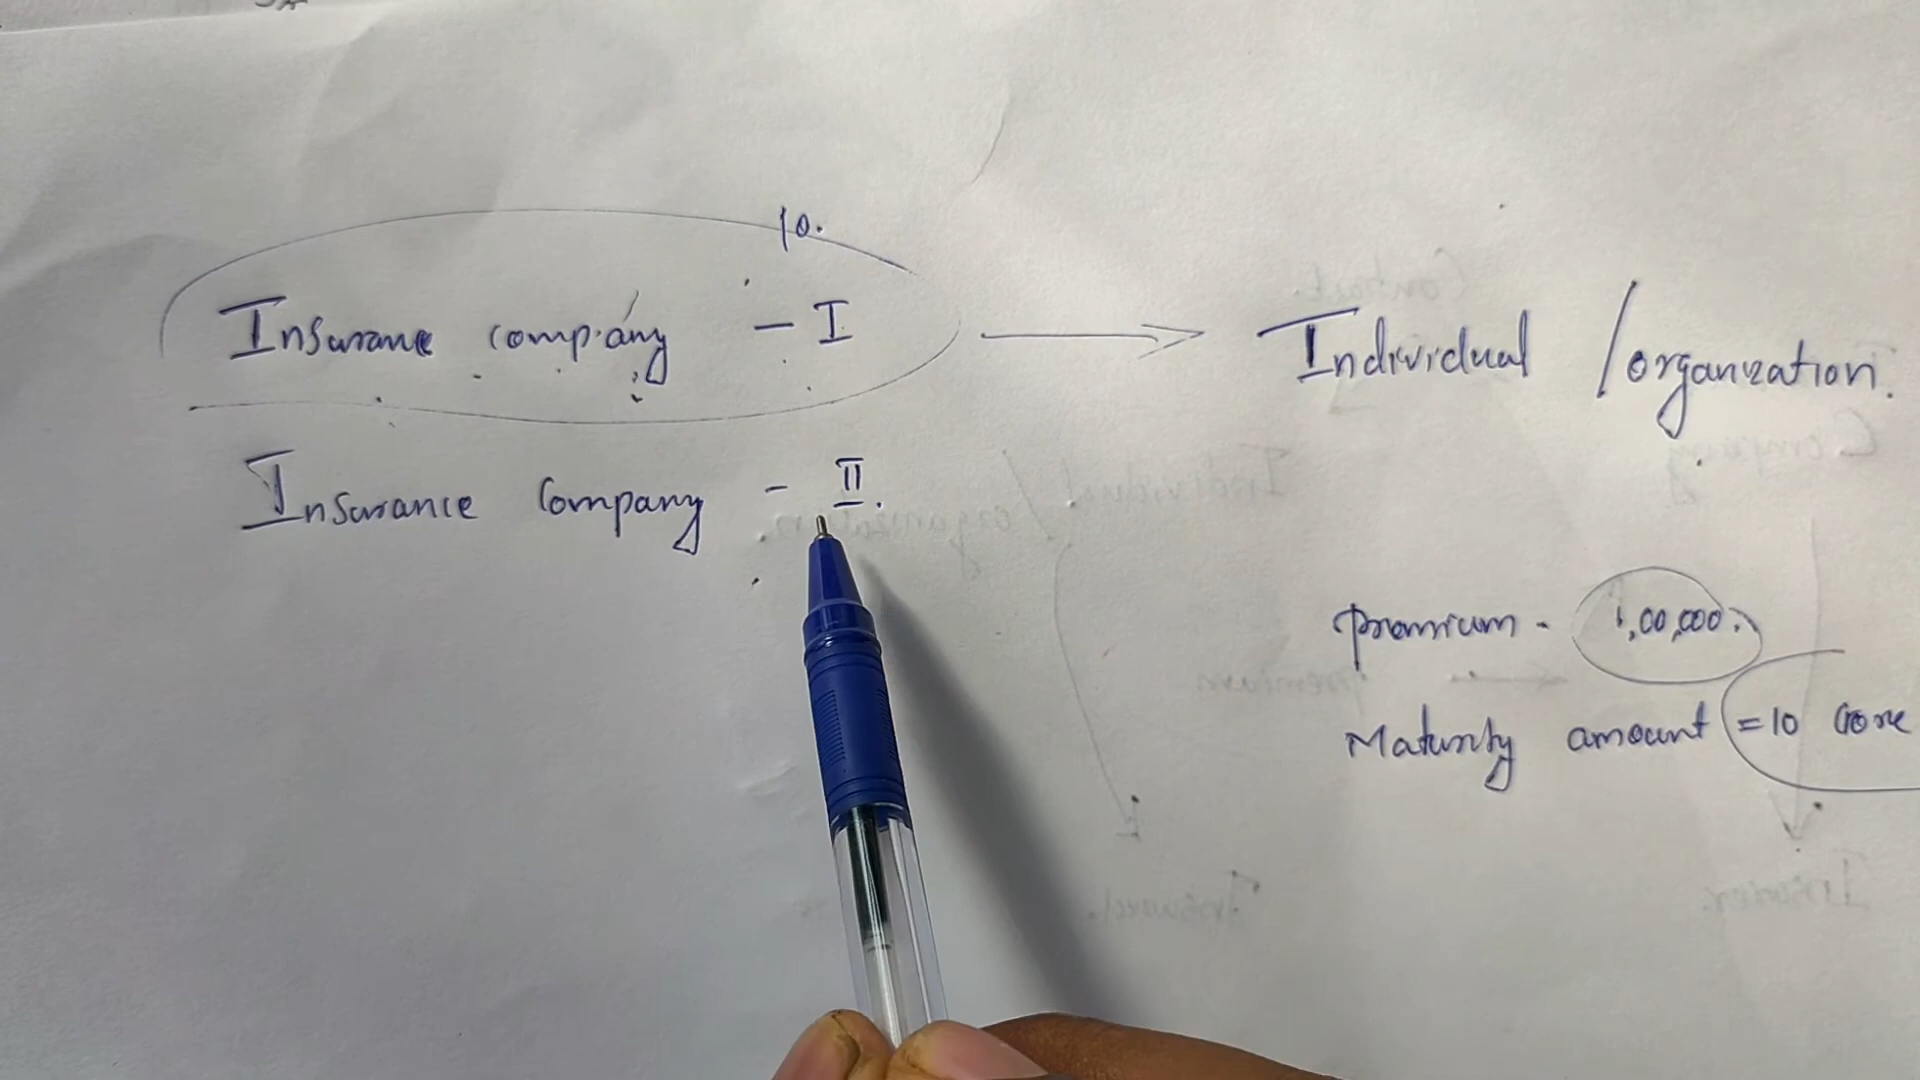 10.
Insurance company - I → Individual / organization.
Insurance Company - II.
premium - 1,00,000.
Maturity amount = 10 Crore